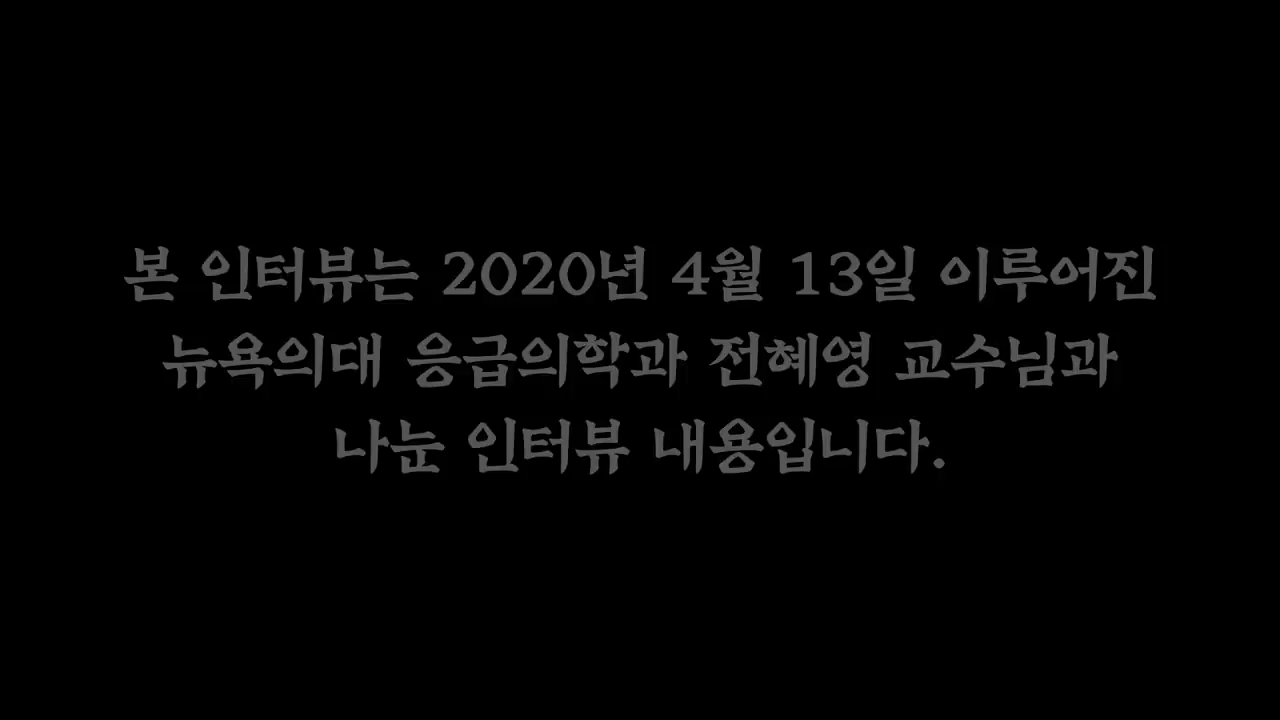 본 인터뷰는 2020년 4월 13일 이루어진
뉴욕의대 응급의학과 전혜영 교수님과
나눈 인터뷰 내용입니다.